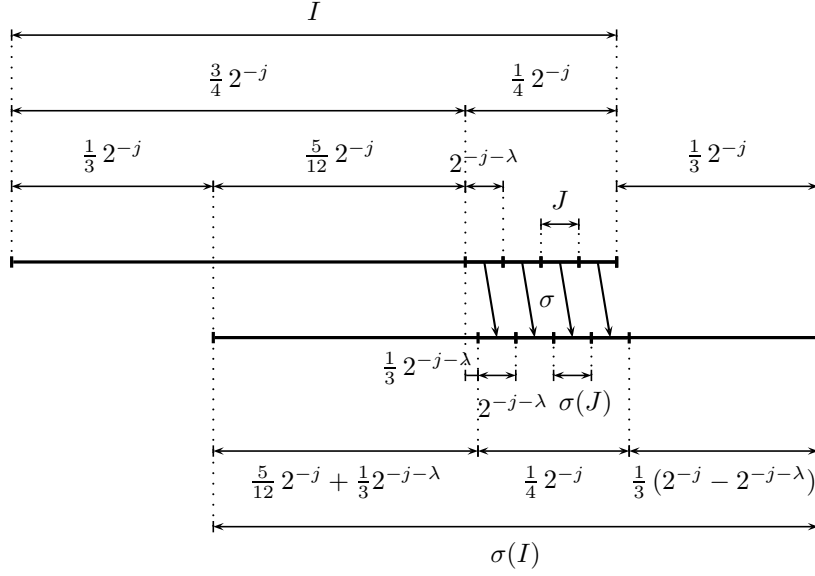 I
3/4 2^{-j} 1/4 2^{-j}
1/3 2^{-j} 5/12 2^{-j} 2^{-j-λ} 1/3 2^{-j}
J
σ
1/3 2^{-j-λ}
2^{-j-λ} σ(J)
5/12 2^{-j} + 1/3 2^{-j-λ} 1/4 2^{-j} 1/3 (2^{-j} − 2^{-j-λ})
σ(I)